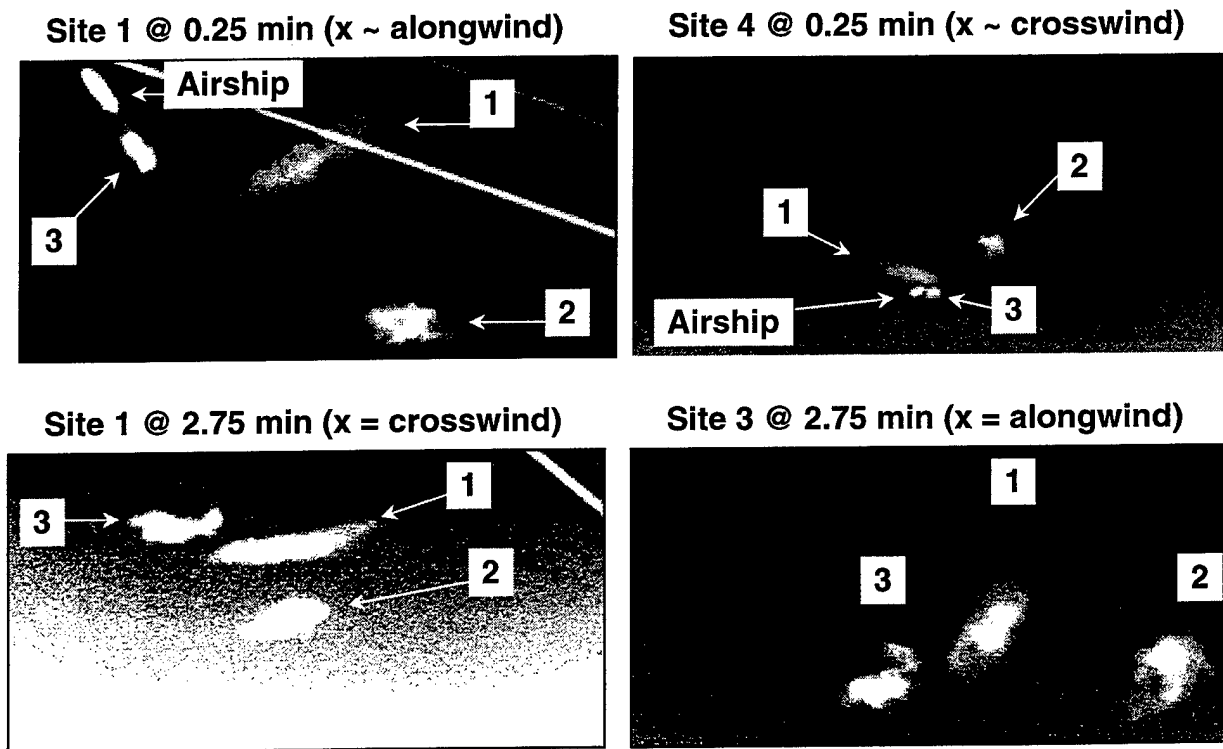 Site 1 @ 0.25 min (x ~ alongwind)
Airship
1
3
2
Site 4 @ 0.25 min (x ~ crosswind)
2
1
Airship
3
Site 1 @ 2.75 min (x = crosswind)
3
1
2
Site 3 @ 2.75 min (x = alongwind)
1
3
2